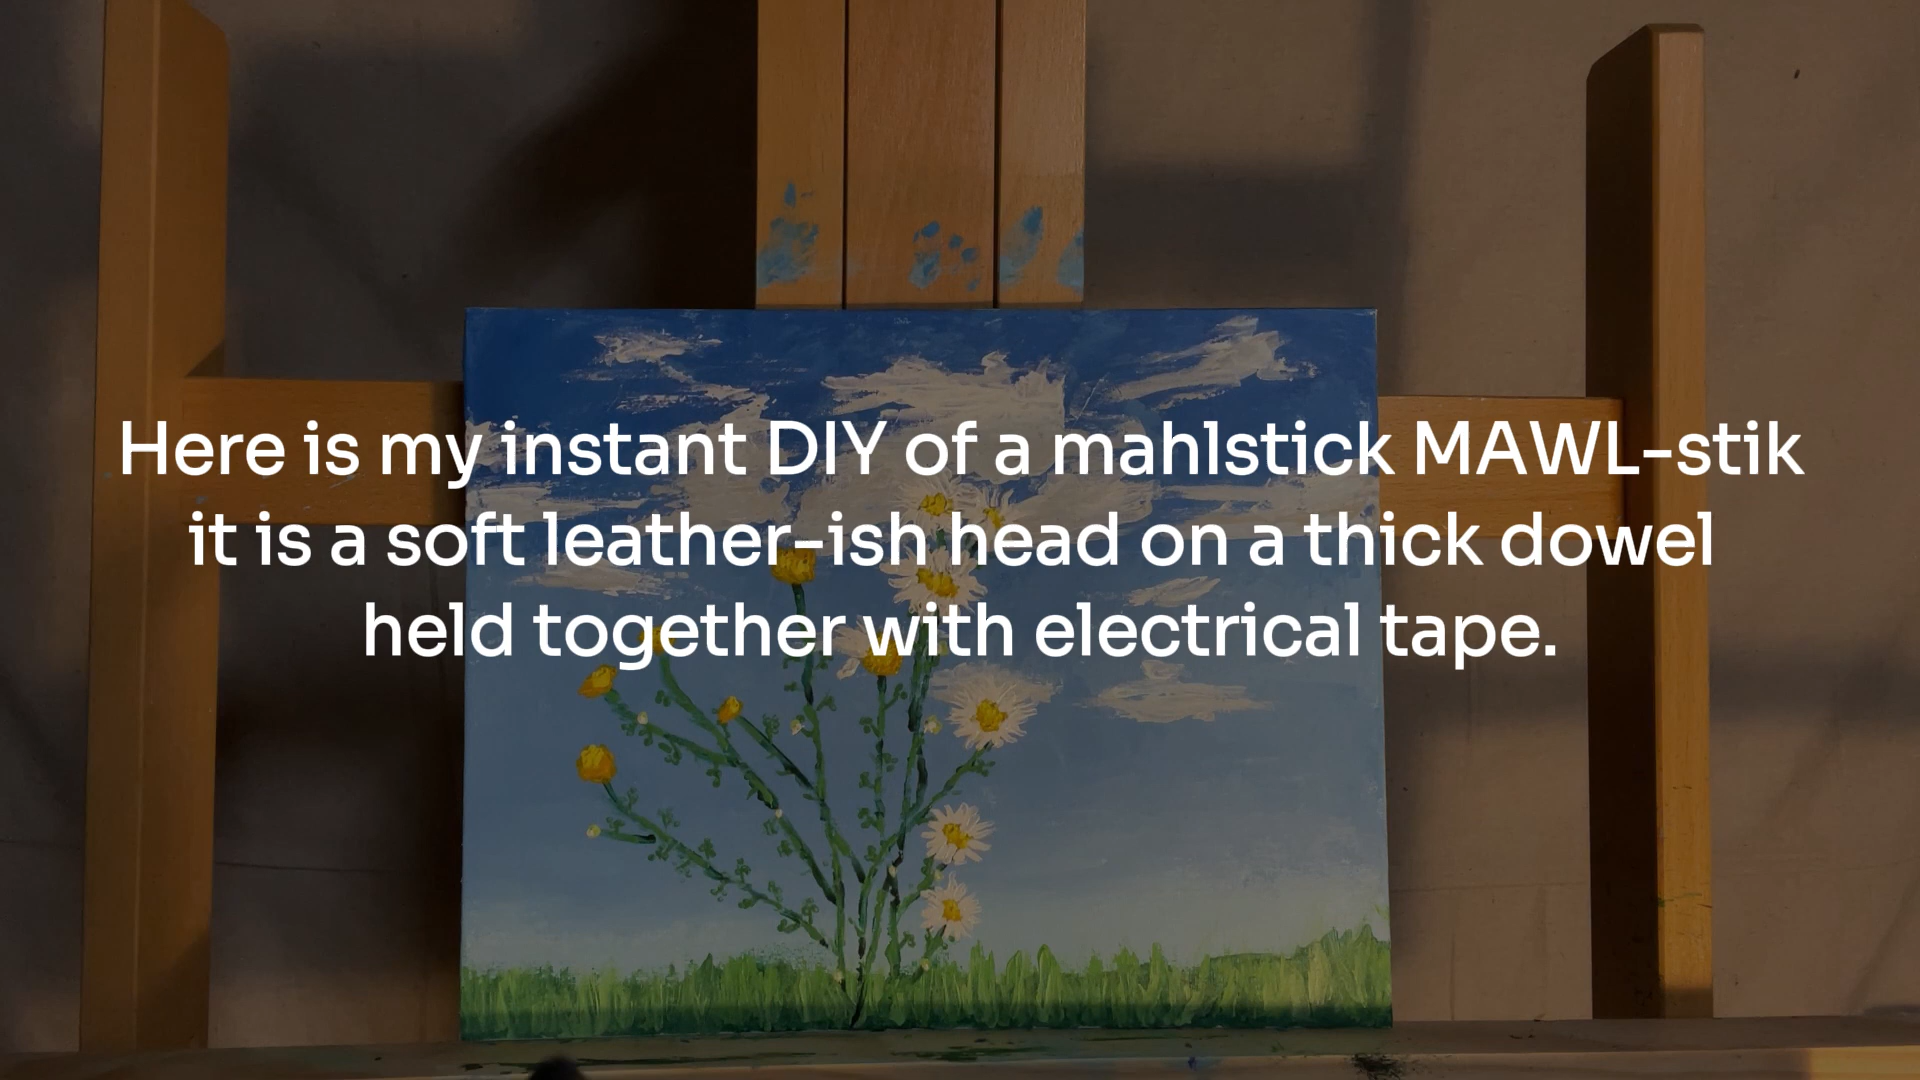 Here is my instant DIY of a mahlstick MAWL-stik
it is a soft leather-ish head on a thick dowel
held together with electrical tape.